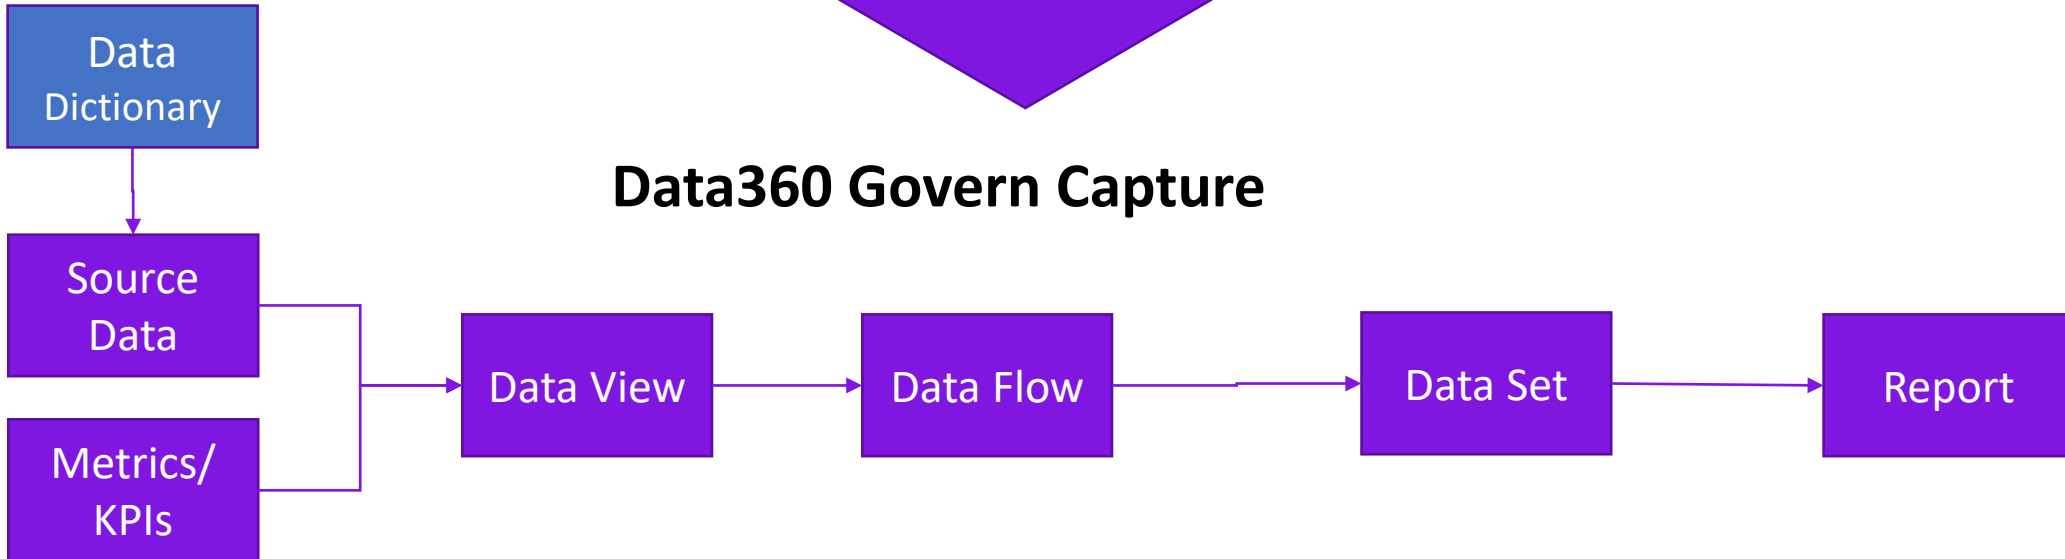 Data
Dictionary
Data360 Govern Capture
Source
Data
Metrics/
KPIs
Data View
Data Flow
Data Set
Report